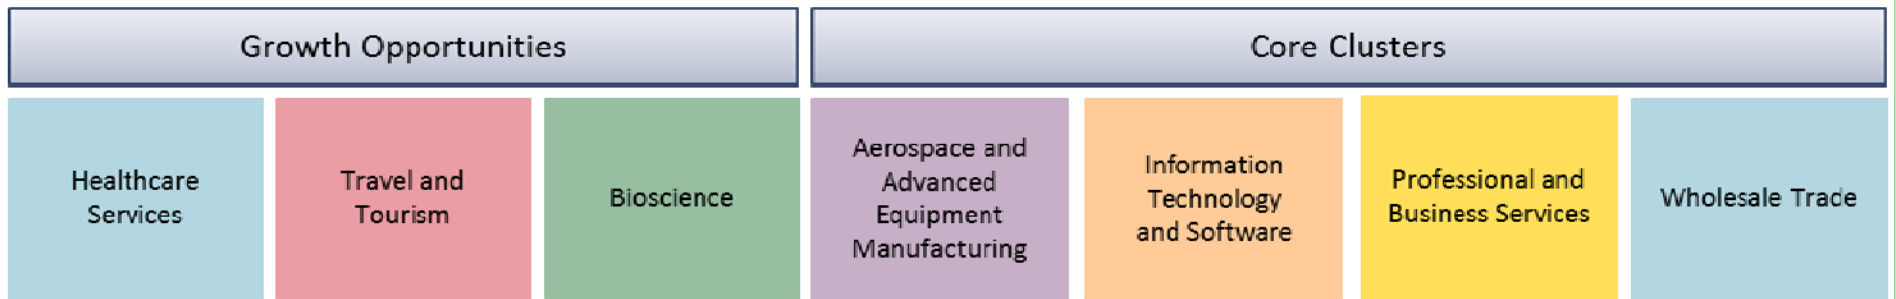 Growth Opportunities
Core Clusters
Healthcare
Services
Travel and
Tourism
Bioscience
Aerospace and
Advanced
Equipment
Manufacturing
Information
Technology
and Software
Professional and
Business Services
Wholesale Trade